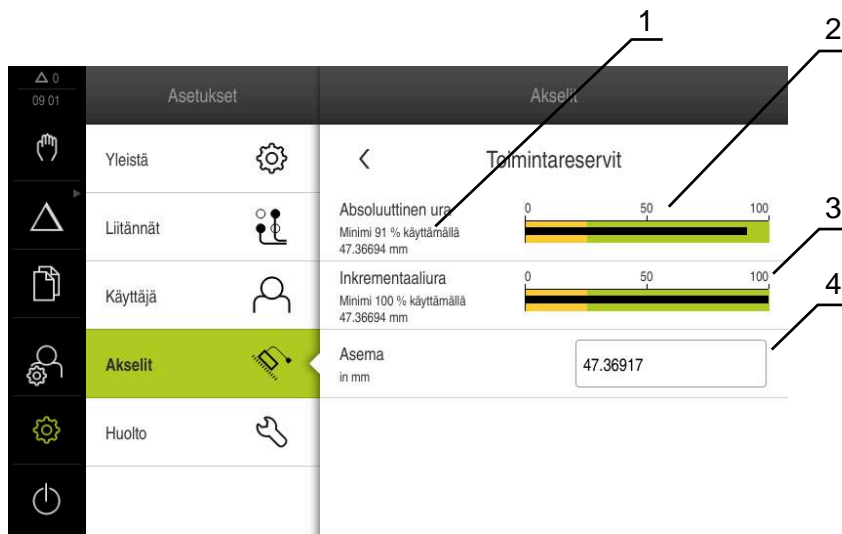 1
2
△ 0
09 01
Asetukset
Akselit
Yleistä
Toimintareservit
Absoluuttinen ura
0 50 100
Minimi 91 % käyttämällä
47.36694 mm
3
Liitännät
Inkrementaaliura
0 50 100
Minimi 100 % käyttämällä
47.36694 mm
4
Käyttäjä
Asema
in mm
47.36917
Akselit
Huolto